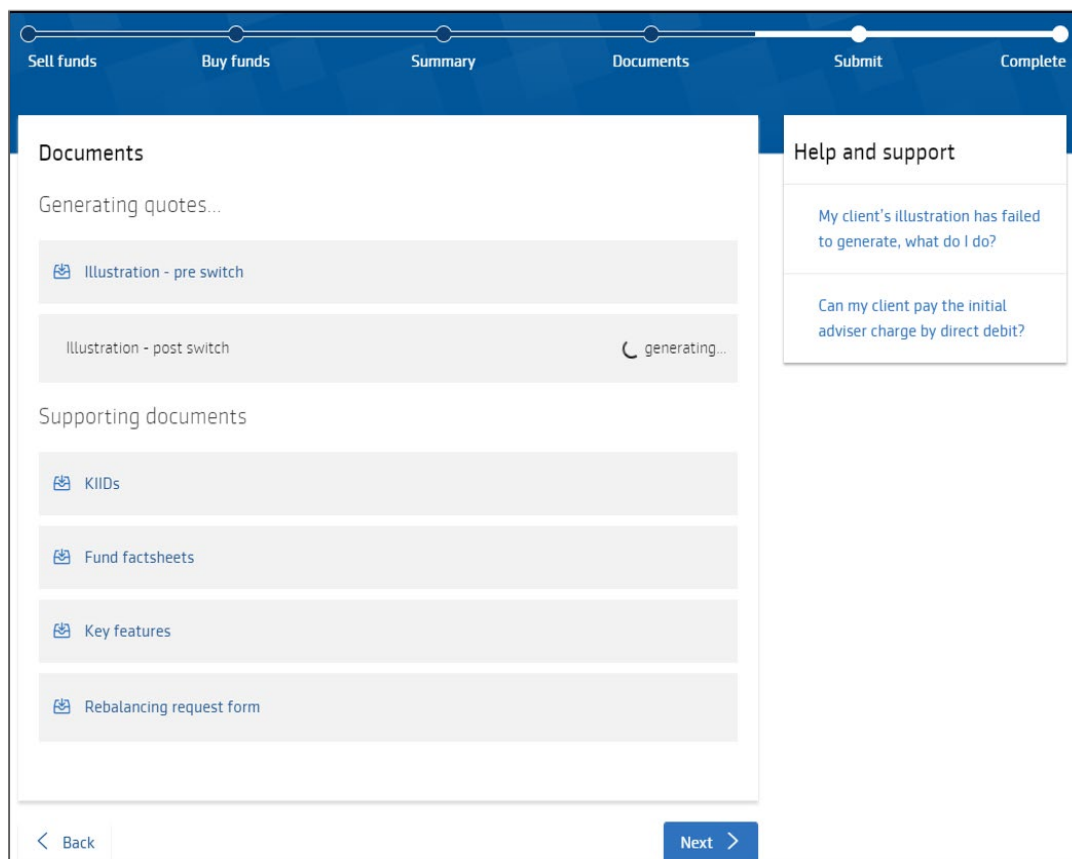 Sell funds
Buy funds
Summary
Documents
Submit
Complete
Documents
Generating quotes...
Illustration - pre switch
Illustration - post switch
generating...
Supporting documents
KIIDs
Fund factsheets
Key features
Rebalancing request form
Back
Next
Help and support
My client's illustration has failed
to generate, what do I do?
Can my client pay the initial
adviser charge by direct debit?